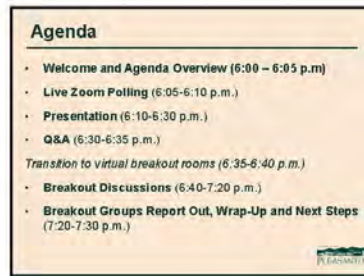 Agenda
• Welcome and Agenda Overview (6:00 – 6:05 p.m)
• Live Zoom Polling (6:05-6:10 p.m.)
• Presentation (6:10-6:30 p.m.)
• Q&A (6:30-6:35 p.m.)
Transition to virtual breakout rooms (6:35-6:40 p.m.)
• Breakout Discussions (6:40-7:20 p.m.)
• Breakout Groups Report Out, Wrap-Up and Next Steps
(7:20-7:30 p.m.)